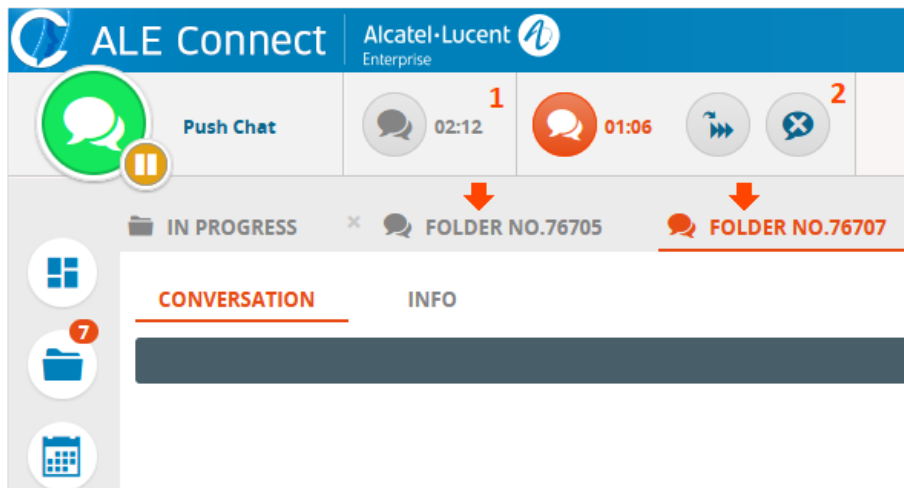 ALE Connect
Alcatel·Lucent
Enterprise
Push Chat
02:12
1
01:06
2
IN PROGRESS
× FOLDER NO.76705
FOLDER NO.76707
CONVERSATION
INFO
7